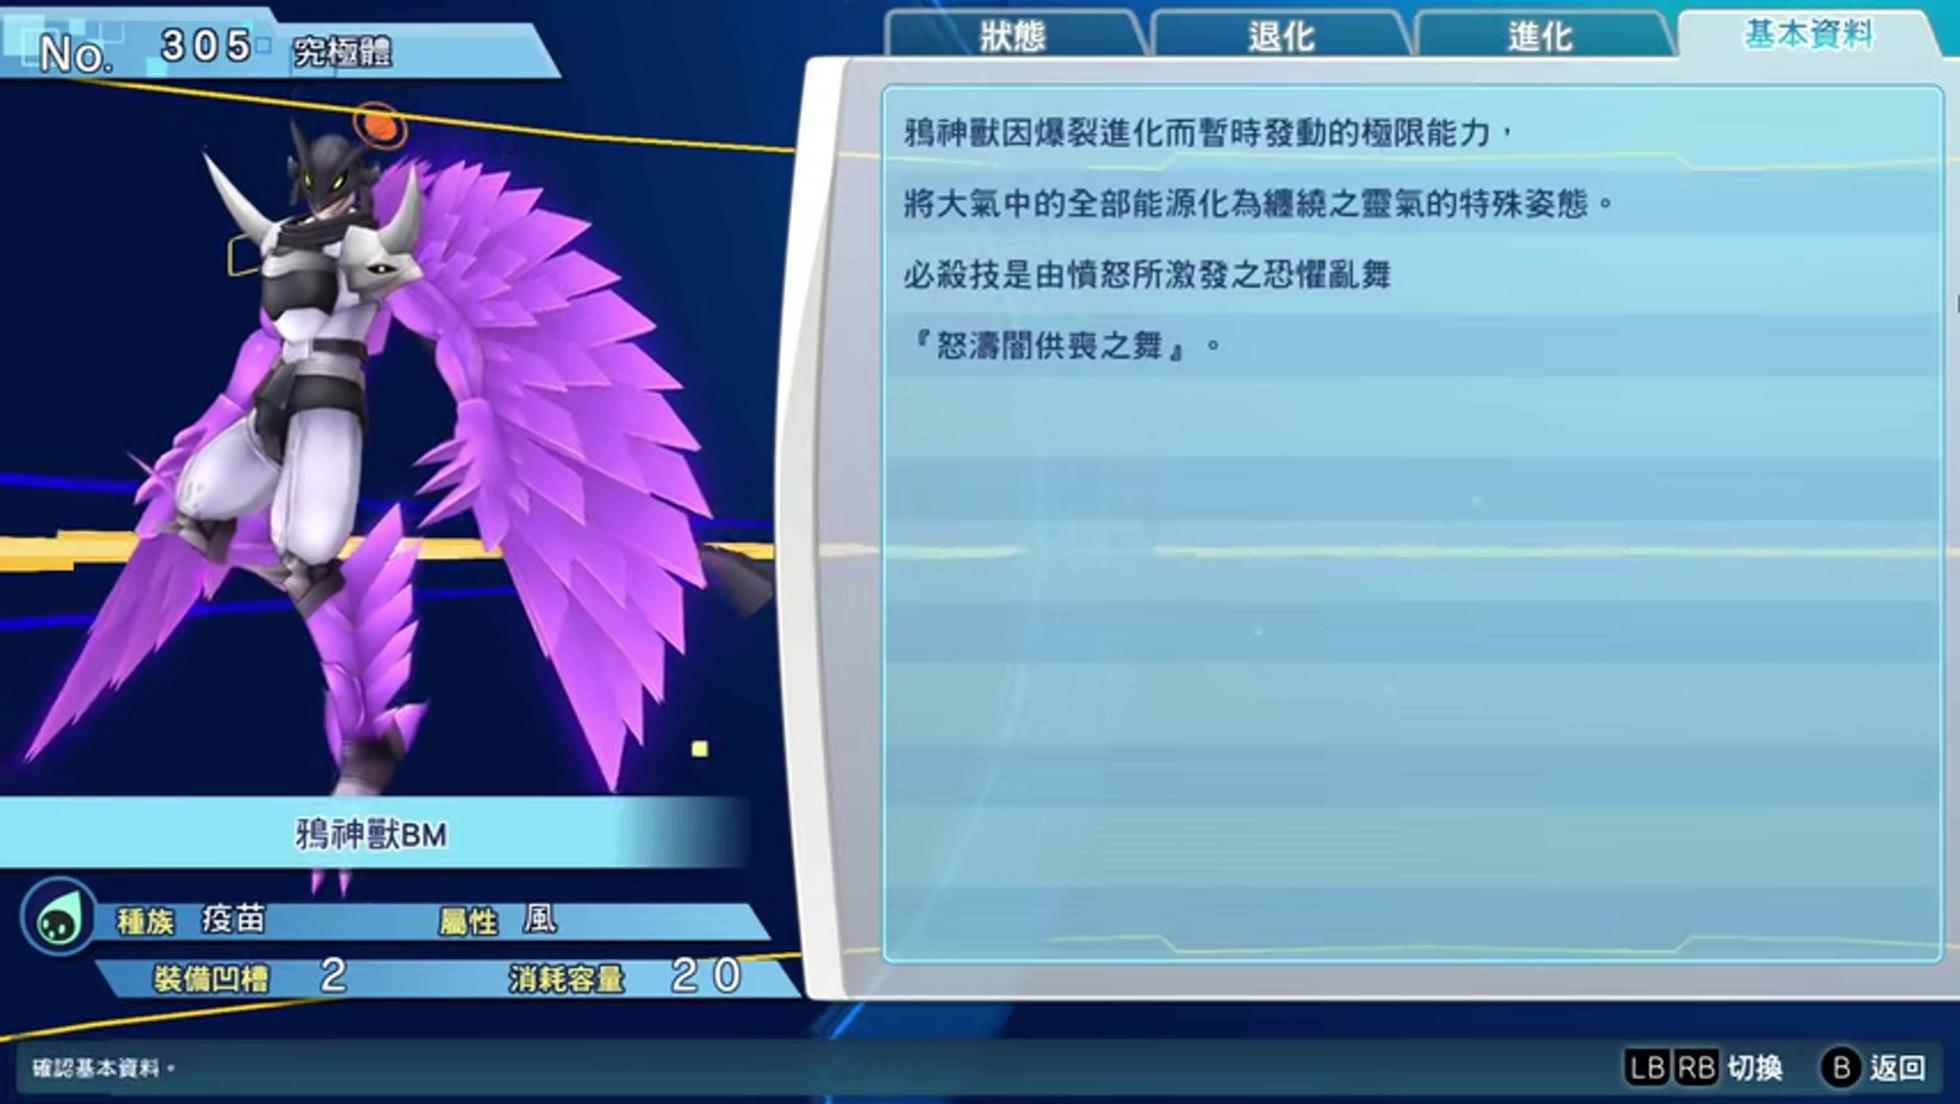 No. 305 究極體
狀態 退化 進化 基本資料
鴉神獸因爆裂進化而暫時發動的極限能力，
將大氣中的全部能源化為纏繞之靈氣的特殊姿態。
必殺技是由憤怒所激發之恐懼亂舞
『怒濤闇供喪之舞』。
鴉神獸BM
種族 疫苗 屬性 風
裝備凹槽 2 消耗容量 20
確認基本資料。
LB RB 切換 B 返回